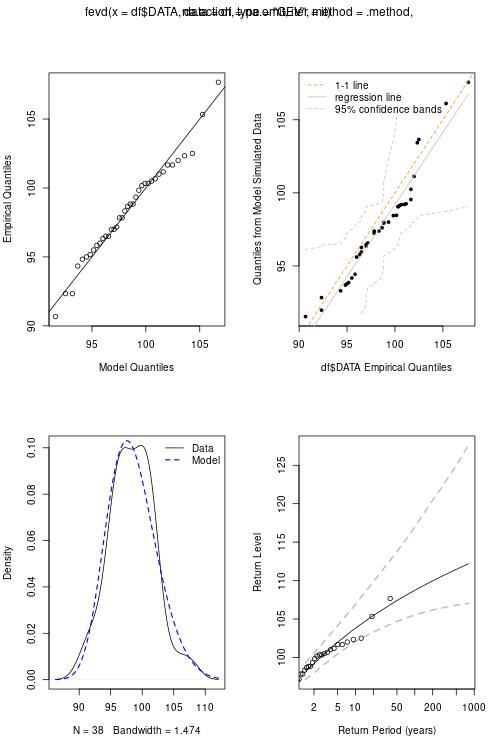 fevd(x = df$DATA,
"GEV",
method = .method,
Empirical Quantiles
90 95 100 105
95 100 105
Model Quantiles
Quantiles from Model Simulated Data
95 100 105
1-1 line
regression line
95% confidence bands
90 95 100 105
df$DATA Empirical Quantiles
Density
0.00 0.02 0.04 0.06 0.08 0.10
Data
Model
90 95 100 105 110
N = 38 Bandwidth = 1.474
Return Level
100 105 110 115 120 125
2 5 10 50 200 1000
Return Period (years)